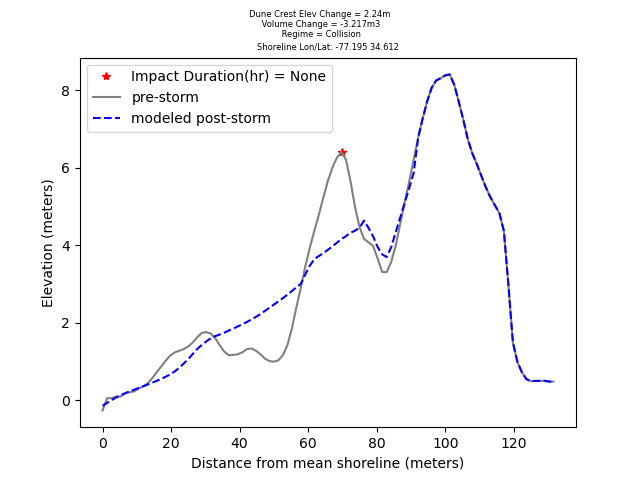 Dune Crest Elev Change = 2.24m
Volume Change = -3.217m3
Regime = Collision
Shoreline Lon/Lat: -77.195 34.612
Impact Duration(hr) = None
pre-storm
modeled post-storm
8
6
4
2
0
Elevation (meters)
0 20 40 60 80 100 120
Distance from mean shoreline (meters)